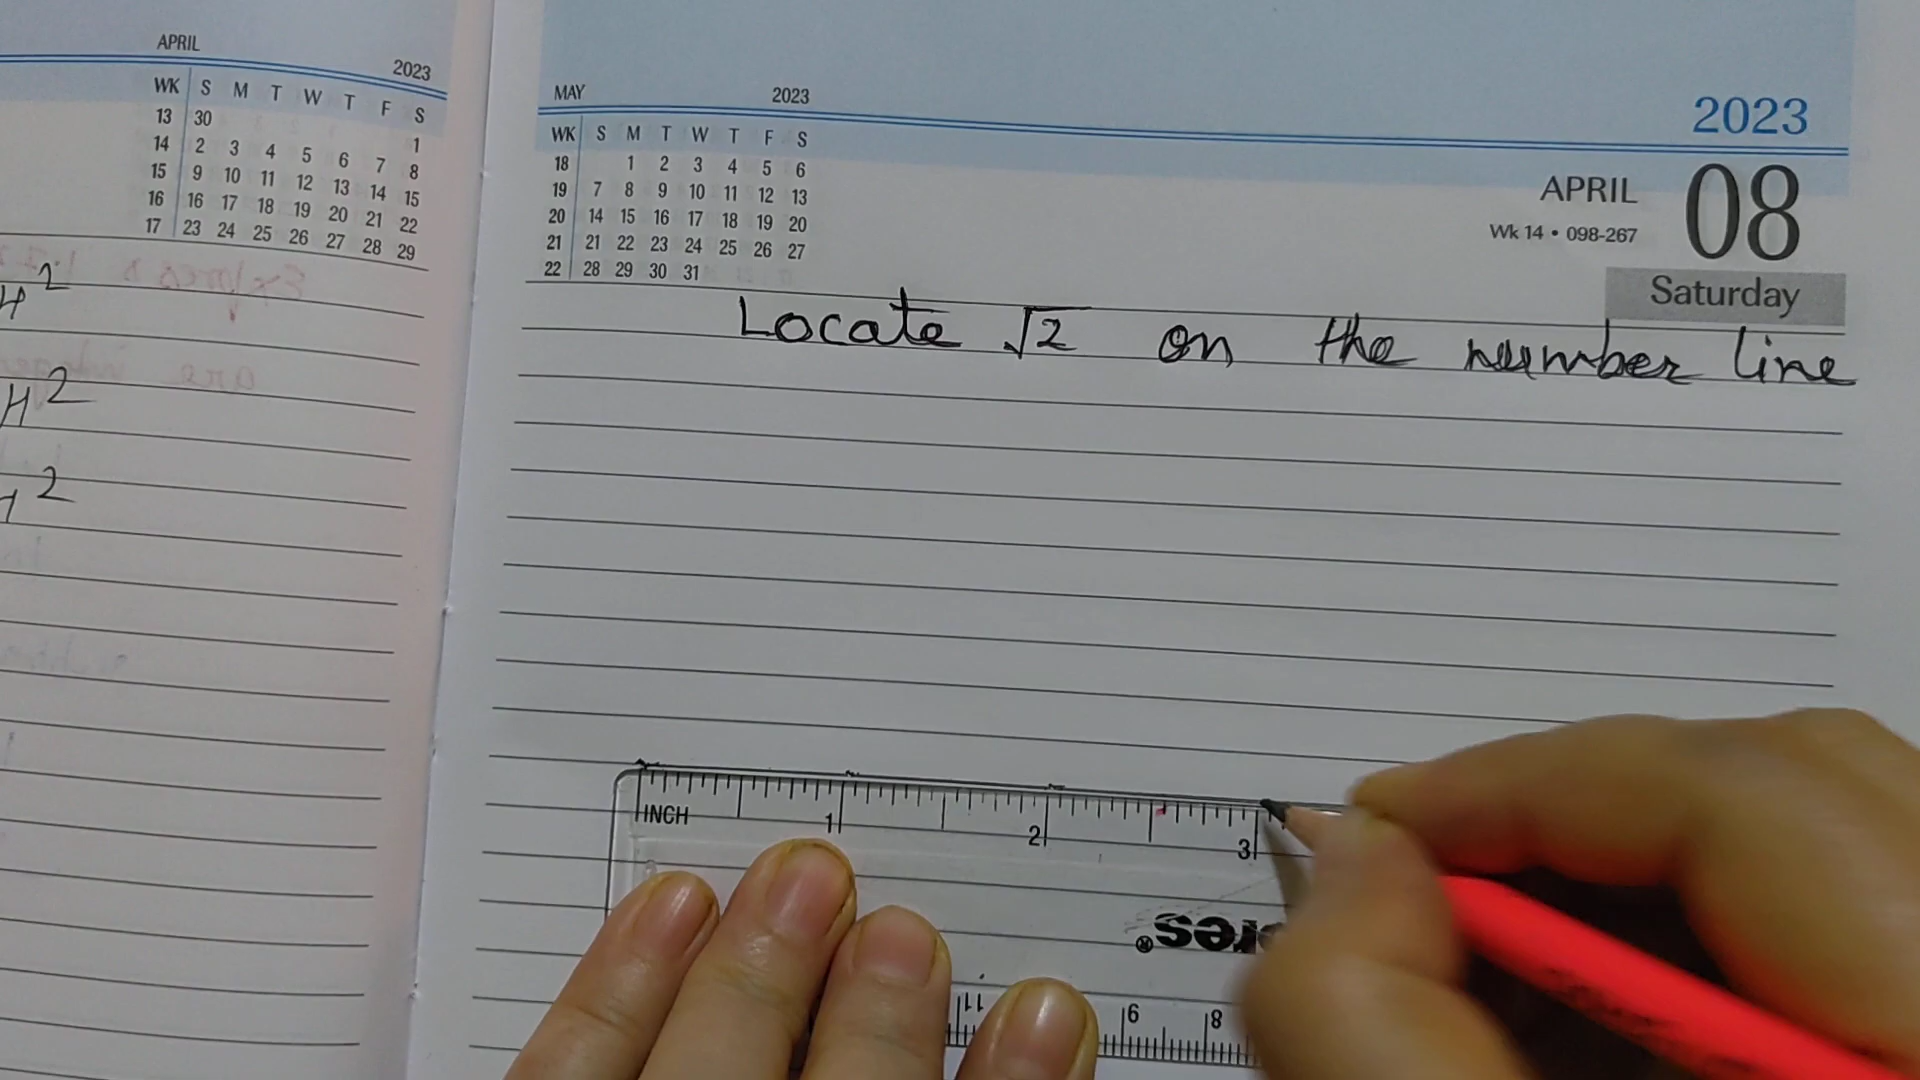 APRIL 2023
WK S M T W T F S
13 30 1
14 2 3 4 5 6 7 8
15 9 10 11 12 13 14 15
16 16 17 18 19 20 21 22
17 23 24 25 26 27 28 29
H²
H²
2
MAY 2023
WK S M T W T F S
18 1 2 3 4 5 6
19 7 8 9 10 11 12 13
20 14 15 16 17 18 19 20
21 21 22 23 24 25 26 27
22 28 29 30 31
2023
APRIL 08
Wk 14 • 098-267
Saturday
Locate √2 on the number line
INCH 1 2 3
11 9 8